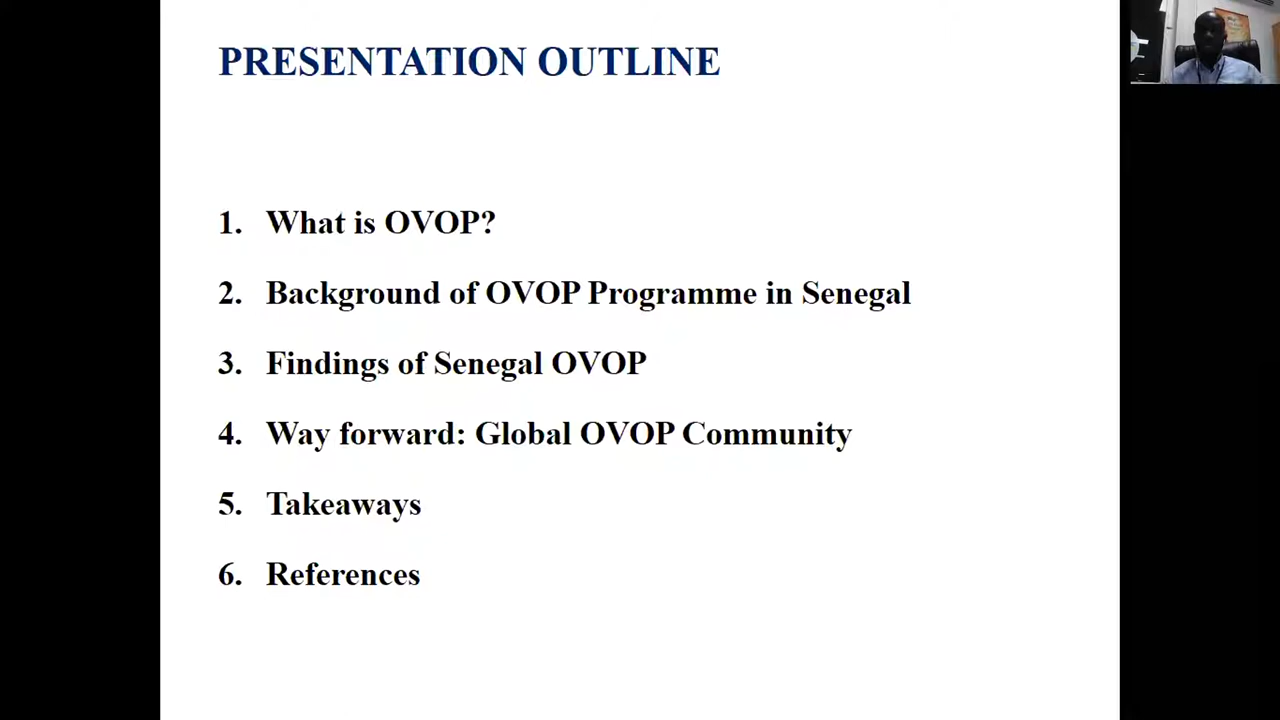 PRESENTATION OUTLINE
1. What is OVOP?
2. Background of OVOP Programme in Senegal
3. Findings of Senegal OVOP
4. Way forward: Global OVOP Community
5. Takeaways
6. References